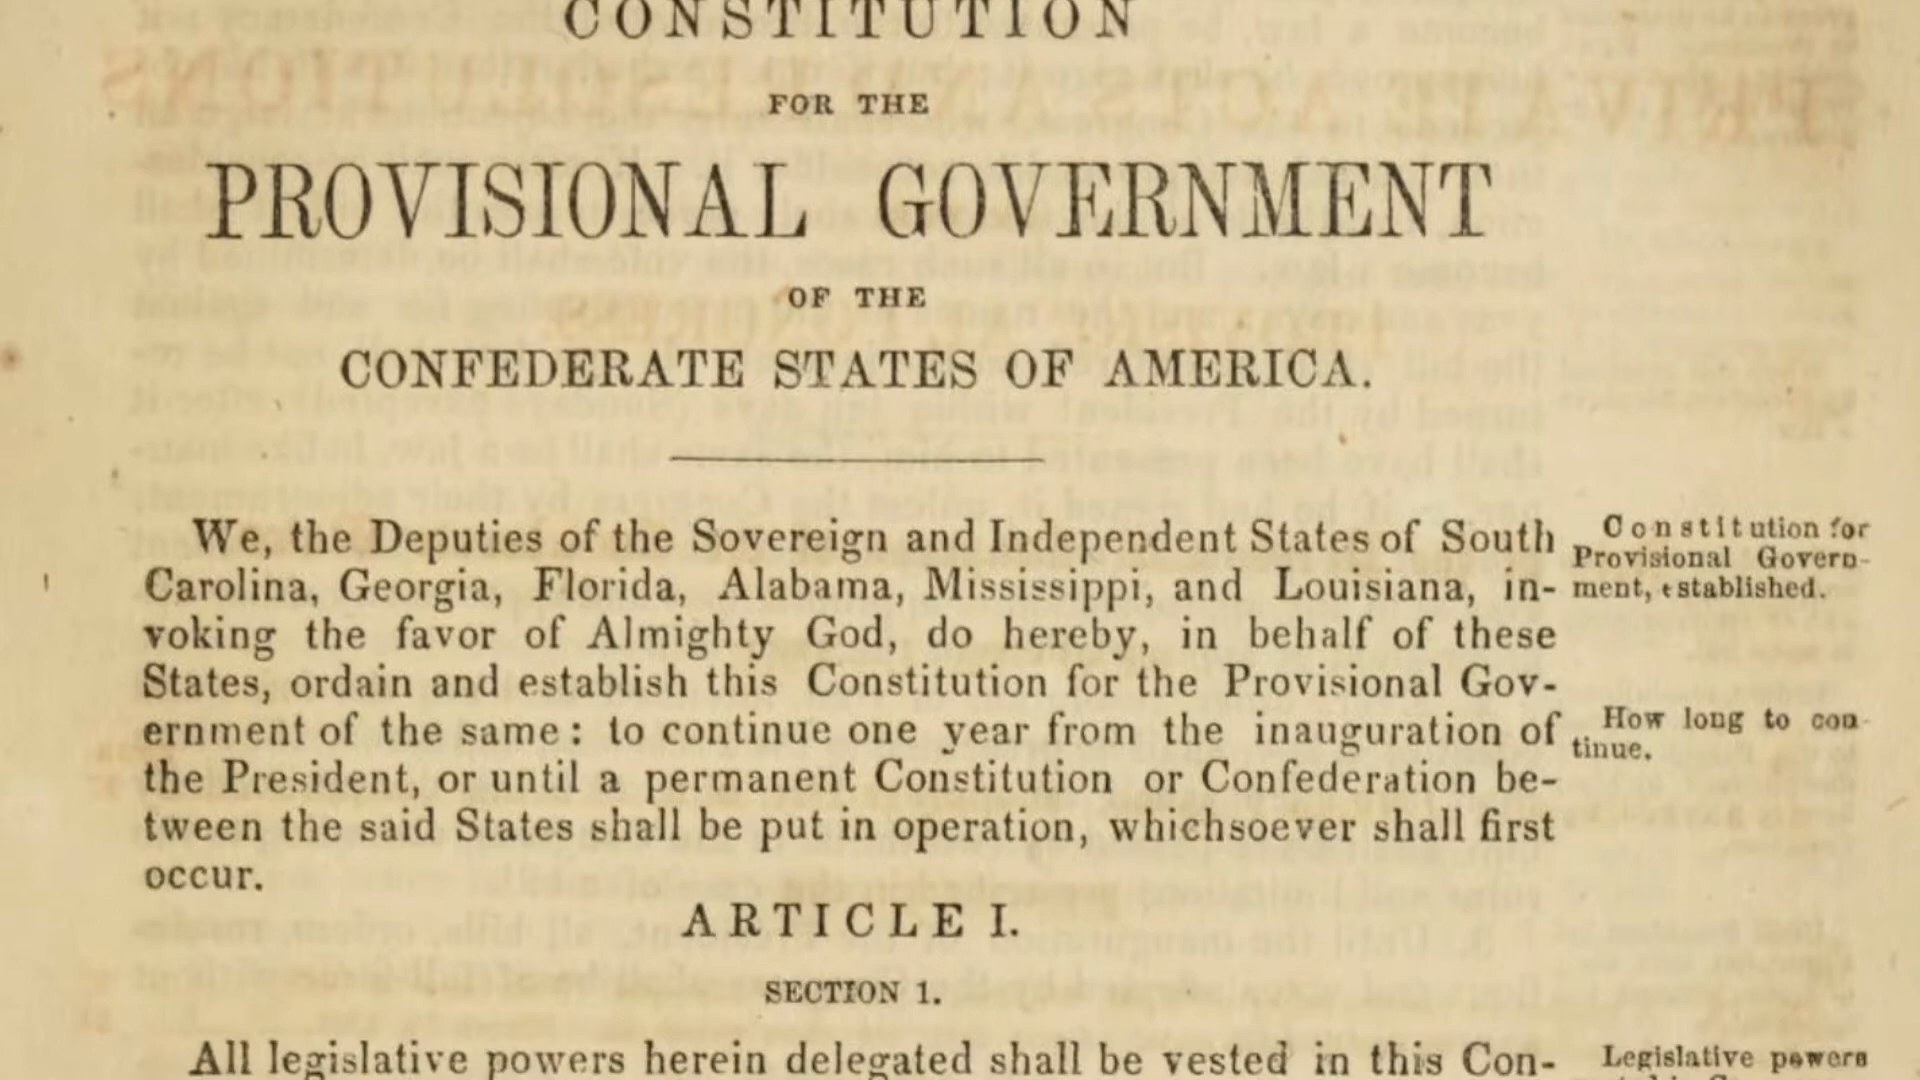 CONSTITUTION
FOR THE
PROVISIONAL GOVERNMENT
OF THE
CONFEDERATE STATES OF AMERICA.
We, the Deputies of the Sovereign and Independent States of South
Carolina, Georgia, Florida, Alabama, Mississippi, and Louisiana, in-
voking the favor of Almighty God, do hereby, in behalf of these
States, ordain and establish this Constitution for the Provisional Gov-
ernment of the same: to continue one year from the inauguration of
the President, or until a permanent Constitution or Confederation be-
tween the said States shall be put in operation, whichsoever shall first
occur.
Constitution for
Provisional Govern-
ment, established.
How long to con-
tinue.
ARTICLE I.
SECTION 1.
All legislative powers herein delegated shall be vested in this Con-
Legislative powers